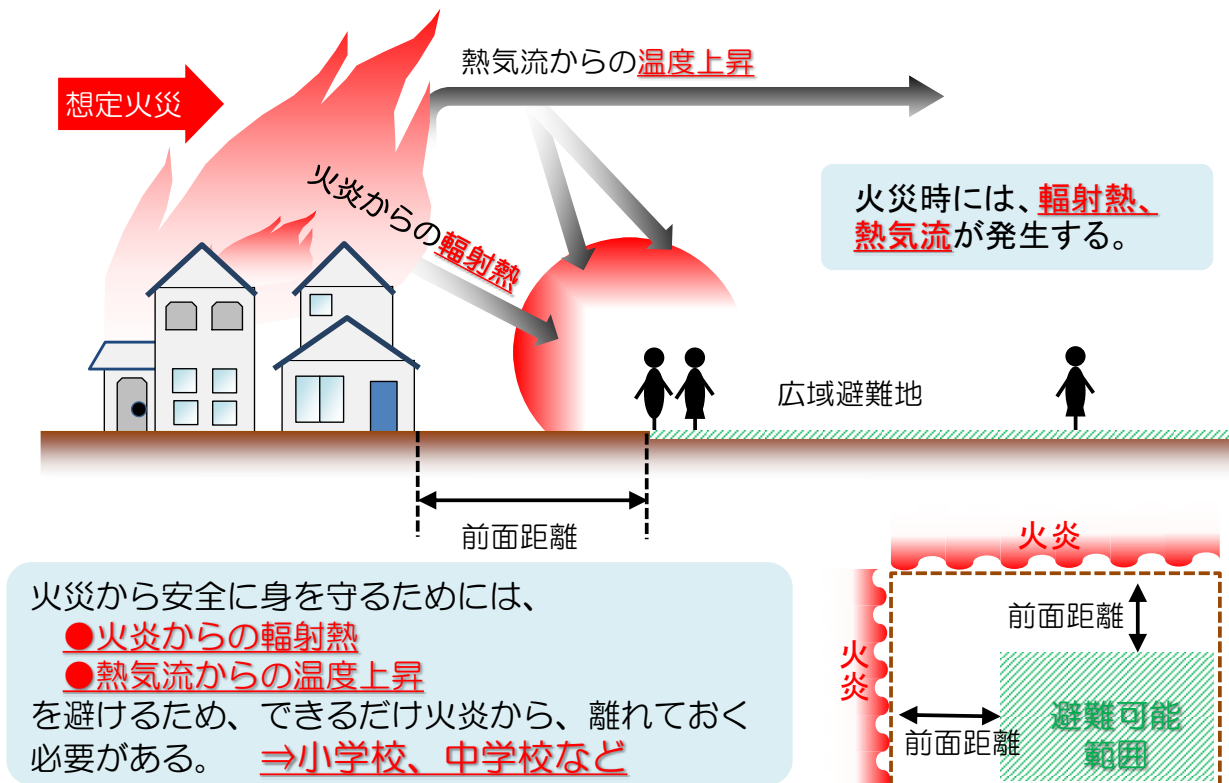 熱気流からの温度上昇
想定火災
火炎からの輻射熱
火災時には、輻射熱、
熱気流が発生する。
広域避難地
前面距離
火災から安全に身を守るためには、
●火炎からの輻射熱
●熱気流からの温度上昇
を避けるため、できるだけ火炎から、離れておく
必要がある。 ⇒小学校、中学校など
火炎
前面距離
火炎
前面距離
避難可能
範囲